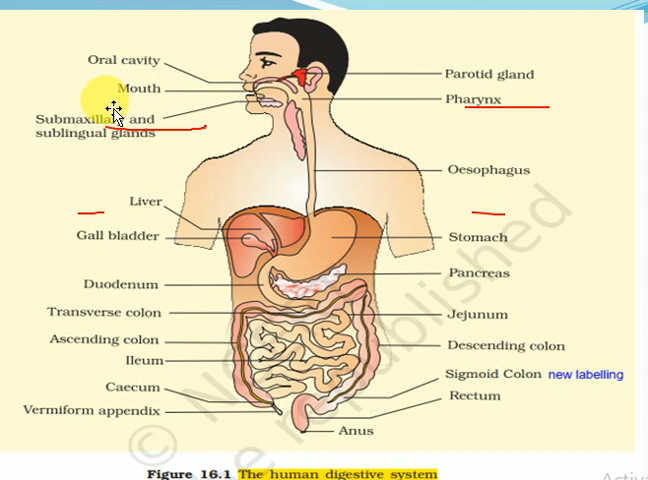 Oral cavity
Mouth
Submaxillary and
sublingual glands
Liver
Gall bladder
Duodenum
Transverse colon
Ascending colon
Ileum
Caecum
Vermiform appendix
Parotid gland
Pharynx
Oesophagus
Stomach
Pancreas
Jejunum
Descending colon
Sigmoid Colon new labelling
Rectum
Anus
©
republished
Figure 16.1 The human digestive system